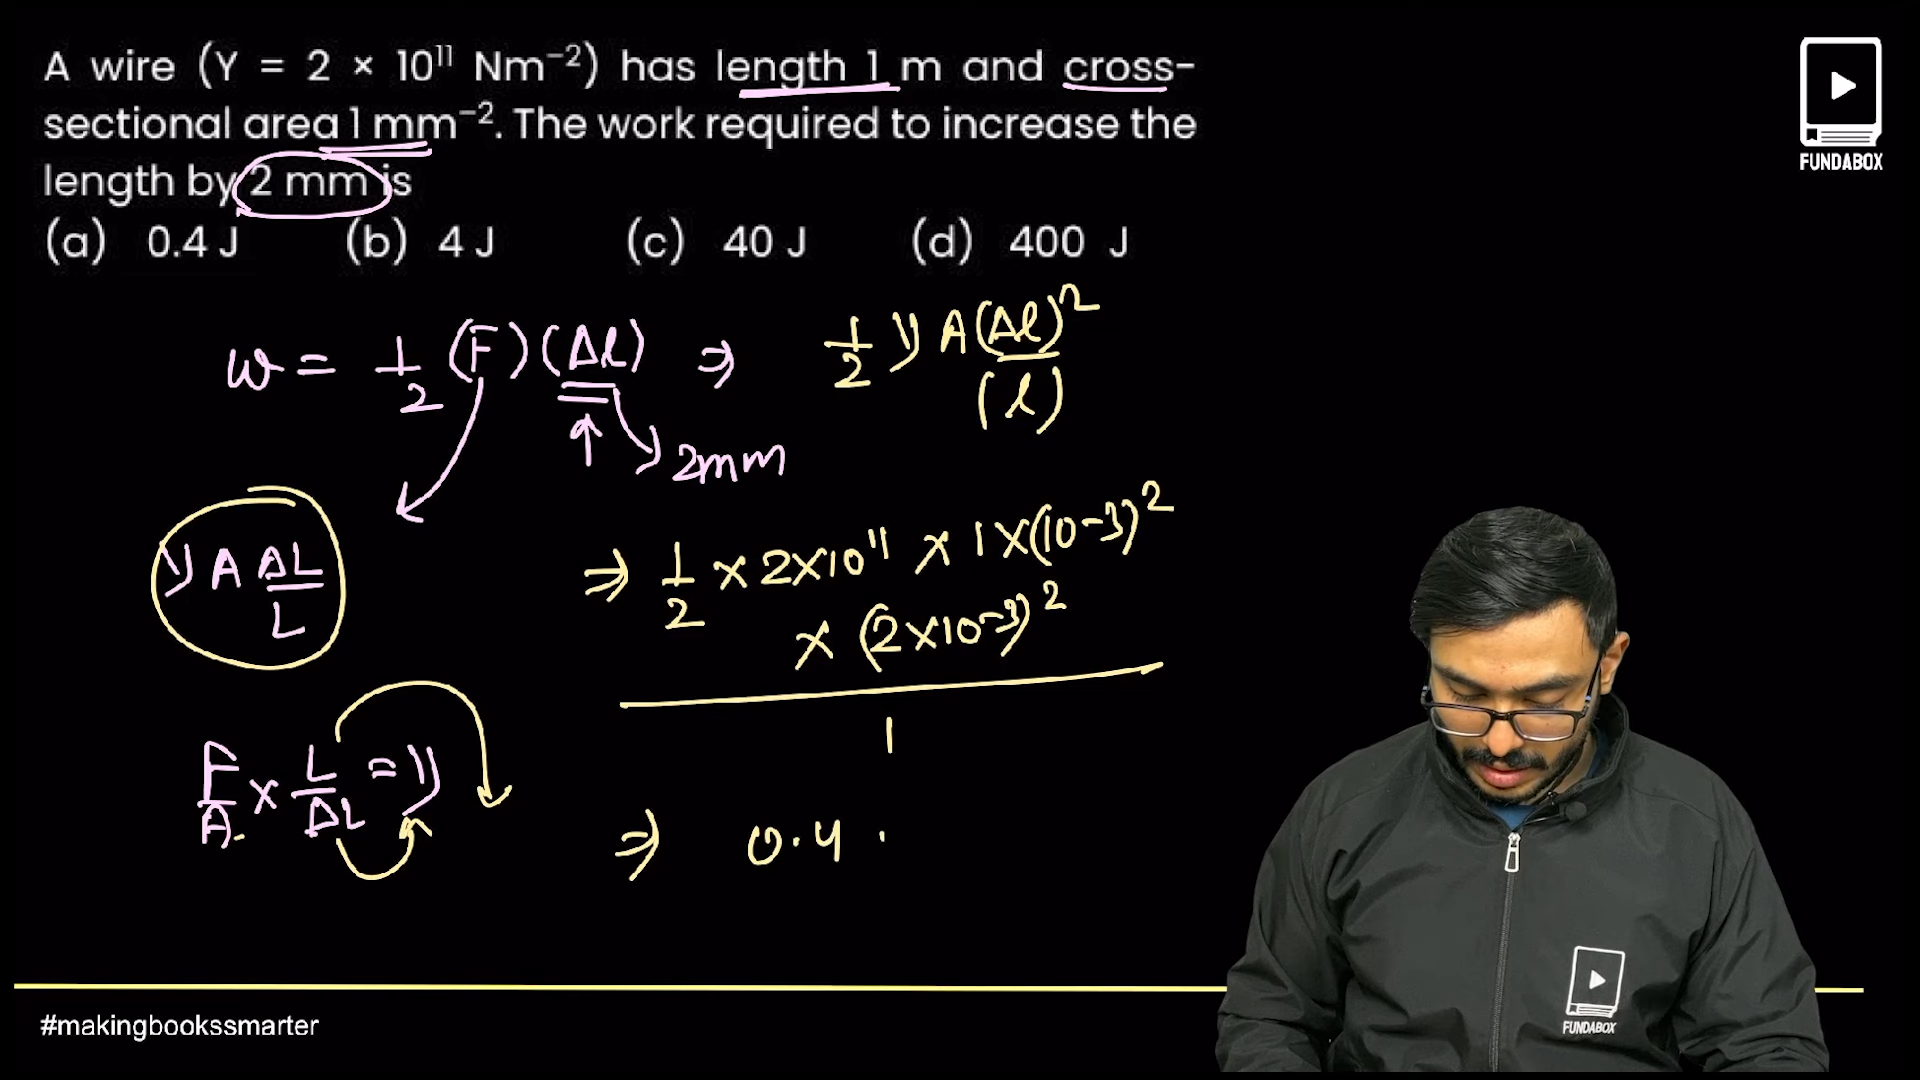 A wire (Y = 2 × 10¹¹ Nm⁻²) has length 1 m and cross-
sectional area 1 mm⁻². The work required to increase the
length by 2 mm is
(a) 0.4 J (b) 4 J (c) 40 J (d) 400 J
FUNDABOX
W = 1/2 (F) (Δl) ⇒ 1/2 y A (Δl)² / (l)
2mm
y A ΔL/L
⇒ 1/2 × 2×10¹¹ × 1×(10-3)²
× (2×10-3)²
1
F/A × L/ΔL = y
⇒ 0.4 .
FUNDABOX
#makingbookssmarter